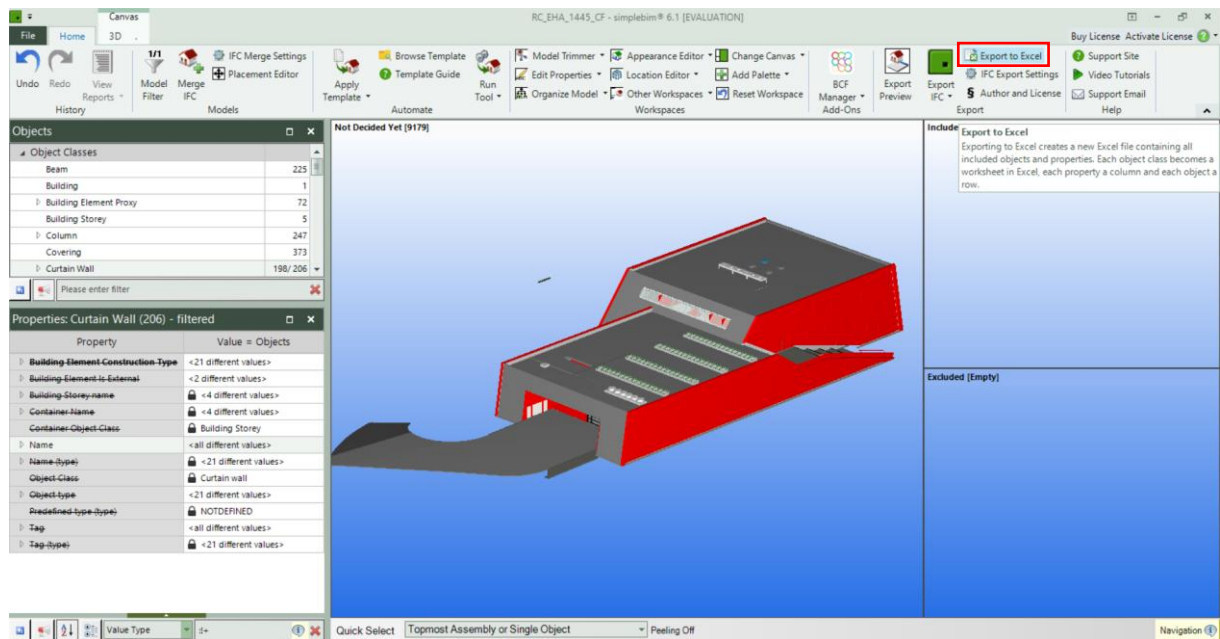 Canvas
RC_EHA_1445_CF - simplebim® 6.1 [EVALUATION]
File Home 3D
Buy License Activate License
Undo Redo View Reports
History
1/1
Model Filter
Merge IFC
IFC Merge Settings
Placement Editor
Models
Apply Template
Browse Template
Template Guide
Run Tool
Automate
Model Trimmer Appearance Editor Change Canvas
Edit Properties Location Editor Add Palette
Organize Model Other Workspaces Reset Workspace
Workspaces
BCF Manager
Add-Ons
Export Preview
Export IFC
Export to Excel
IFC Export Settings
§ Author and License
Export
Support Site
Video Tutorials
Support Email
Help
Objects
Object Classes
Beam 225
Building 1
Building Element Proxy 72
Building Storey 5
Column 247
Covering 373
Curtain Wall 198/206
Please enter filter
Properties: Curtain Wall (206) - filtered
Property Value = Objects
Building Element Construction Type <21 different values>
Building Element Is External <2 different values>
Building Storey name <4 different values>
Container Name <4 different values>
Container Object Class Building Storey
Name <all different values>
Name (type) <21 different values>
Object Class Curtain wall
Object type <21 different values>
Predefined type (type) NOTDEFINED
Tag <all different values>
Tag (type) <21 different values>
Value Type
Not Decided Yet [9179]
Include
Export to Excel
Exporting to Excel creates a new Excel file containing all
included objects and properties. Each object class becomes a
worksheet in Excel, each property a column and each object a
row.
Excluded [Empty]
Quick Select Topmost Assembly or Single Object Peeling Off
Navigation